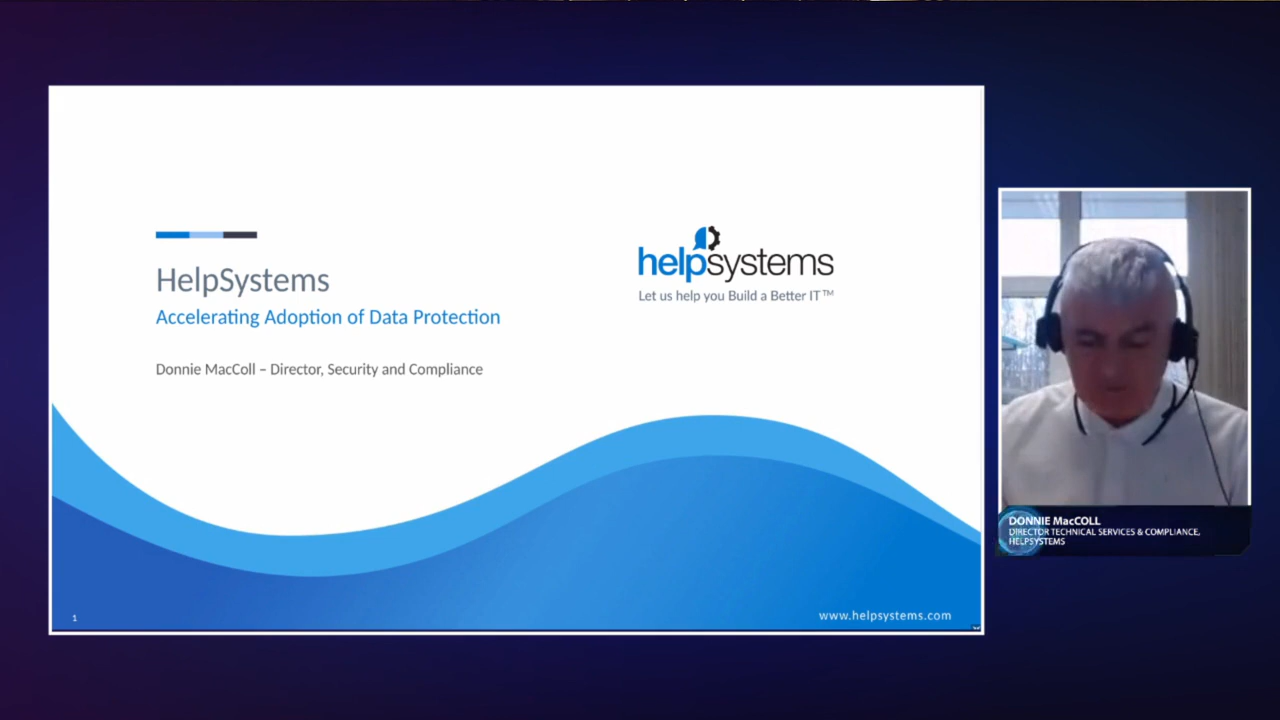 HelpSystems
Accelerating Adoption of Data Protection
Donnie MacColl – Director, Security and Compliance
helpsystems
Let us help you Build a Better IT™
1
www.helpsystems.com
DONNIE MacCOLL
DIRECTOR TECHNICAL SERVICES & COMPLIANCE,
HELPSYSTEMS